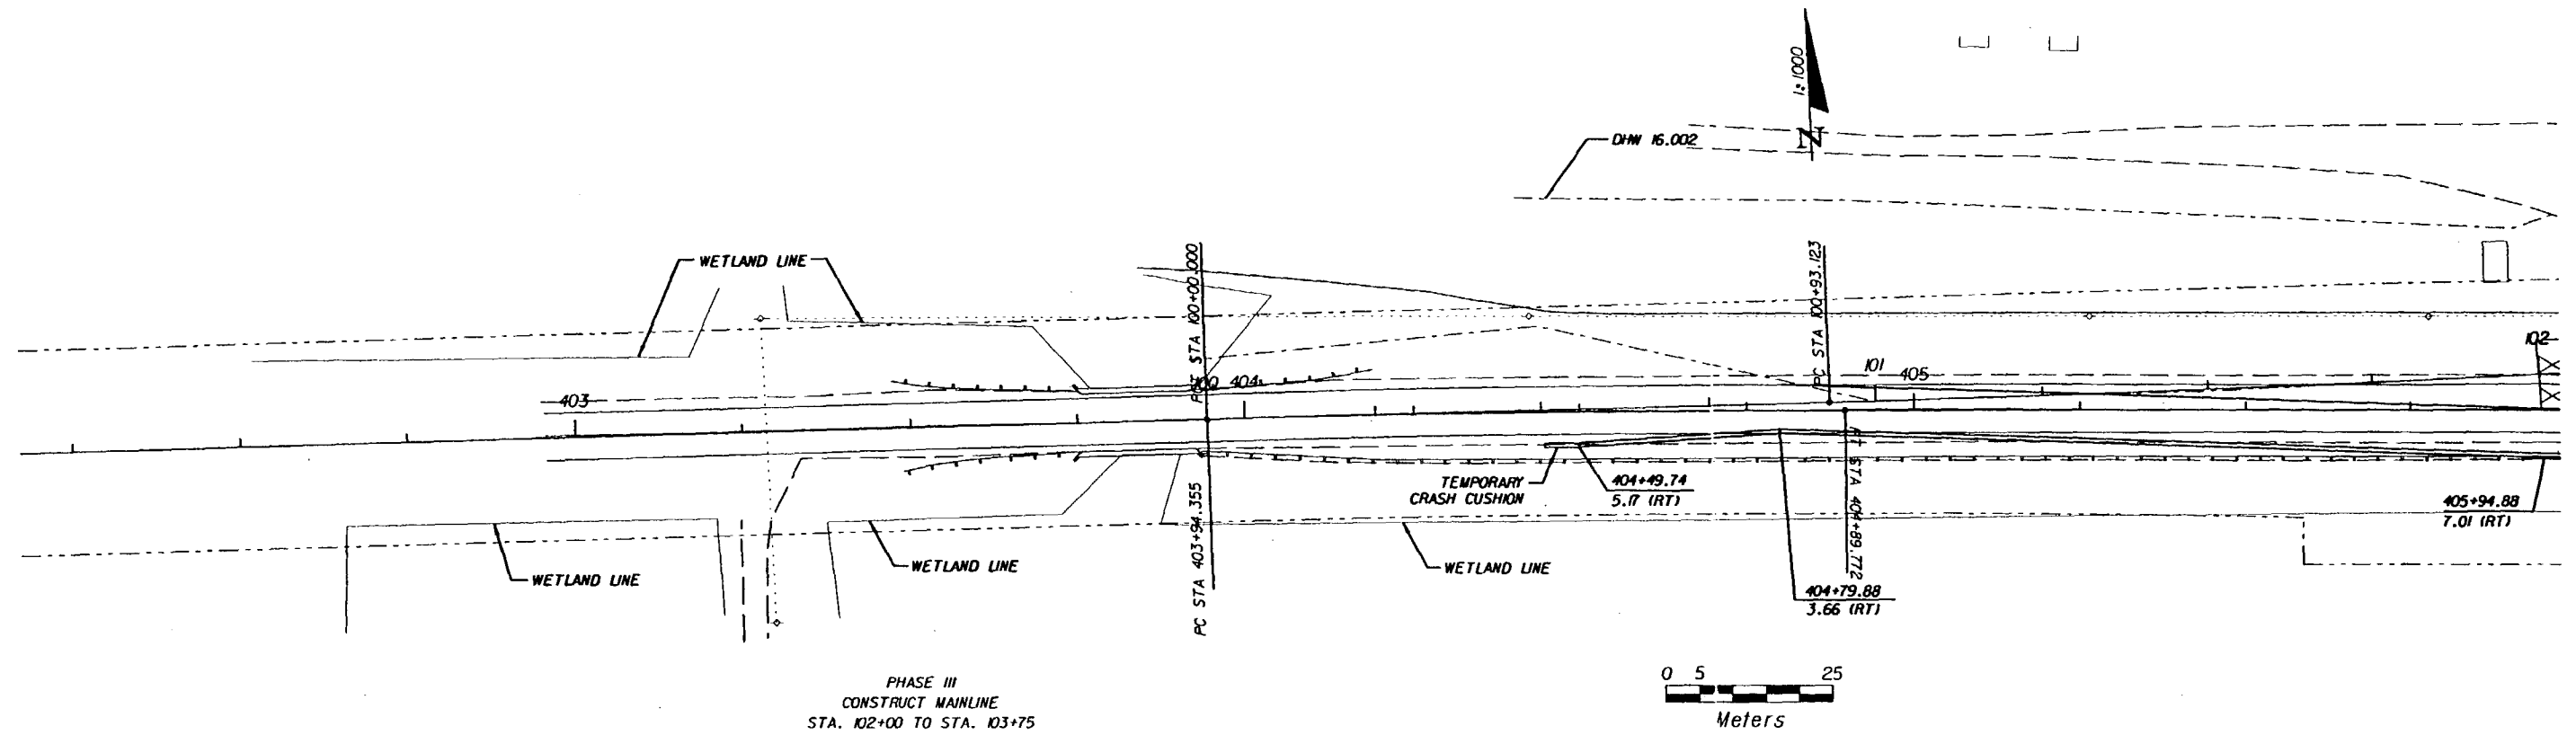 1:1000
N
DHW 16.002
WETLAND LINE
PCT STA 100+00.000
PC STA 100+93.123
102
101
405
100 404
403
TEMPORARY
CRASH CUSHION
404+49.74
5.17 (RT)
STA 404+89.772
405+94.88
7.01 (RT)
WETLAND LINE
WETLAND LINE
WETLAND LINE
PC STA 403+94.355
404+79.88
3.66 (RT)
PHASE III
CONSTRUCT MAINLINE
STA. 102+00 TO STA. 103+75
0 5 25
Meters